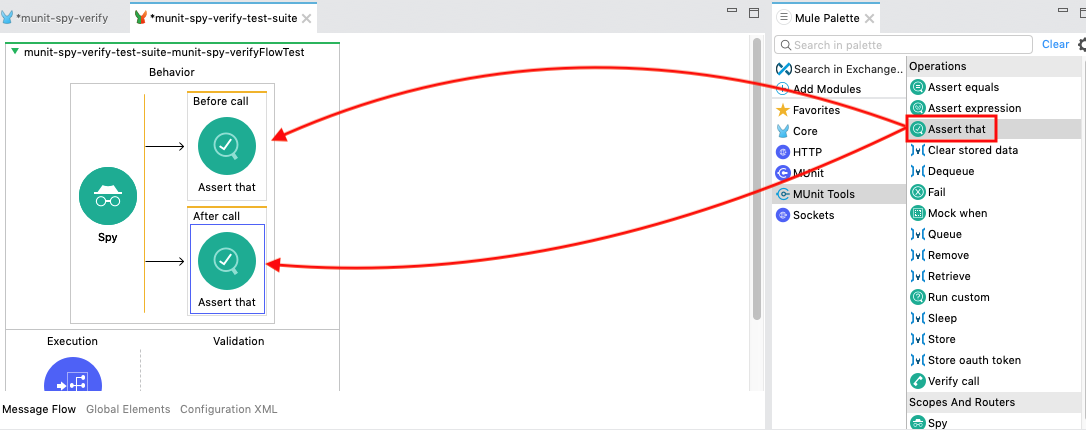 *munit-spy-verify
*munit-spy-verify-test-suite
munit-spy-verify-test-suite-munit-spy-verifyFlowTest
Behavior
Before call
Assert that
Spy
After call
Assert that
Execution
Validation
Message Flow
Global Elements
Configuration XML
Mule Palette
Search in palette
Clear
Search in Exchange..
Add Modules
Favorites
Core
HTTP
MUnit
MUnit Tools
Sockets
Operations
Assert equals
Assert expression
Assert that
Clear stored data
Dequeue
Fail
Mock when
Queue
Remove
Retrieve
Run custom
Sleep
Store
Store oauth token
Verify call
Scopes And Routers
Spy